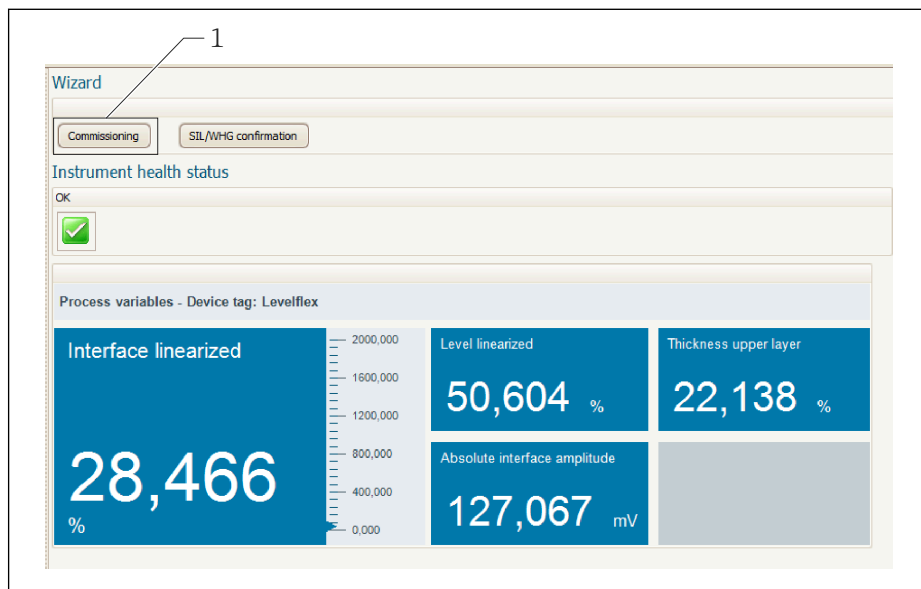 1
Wizard
Commissioning
SIL/WHG confirmation
Instrument health status
OK
Process variables - Device tag: Levelflex
Interface linearized
28,466
%
2000,000
1600,000
1200,000
800,000
400,000
0,000
Level linearized
50,604 %
Thickness upper layer
22,138 %
Absolute interface amplitude
127,067 mV